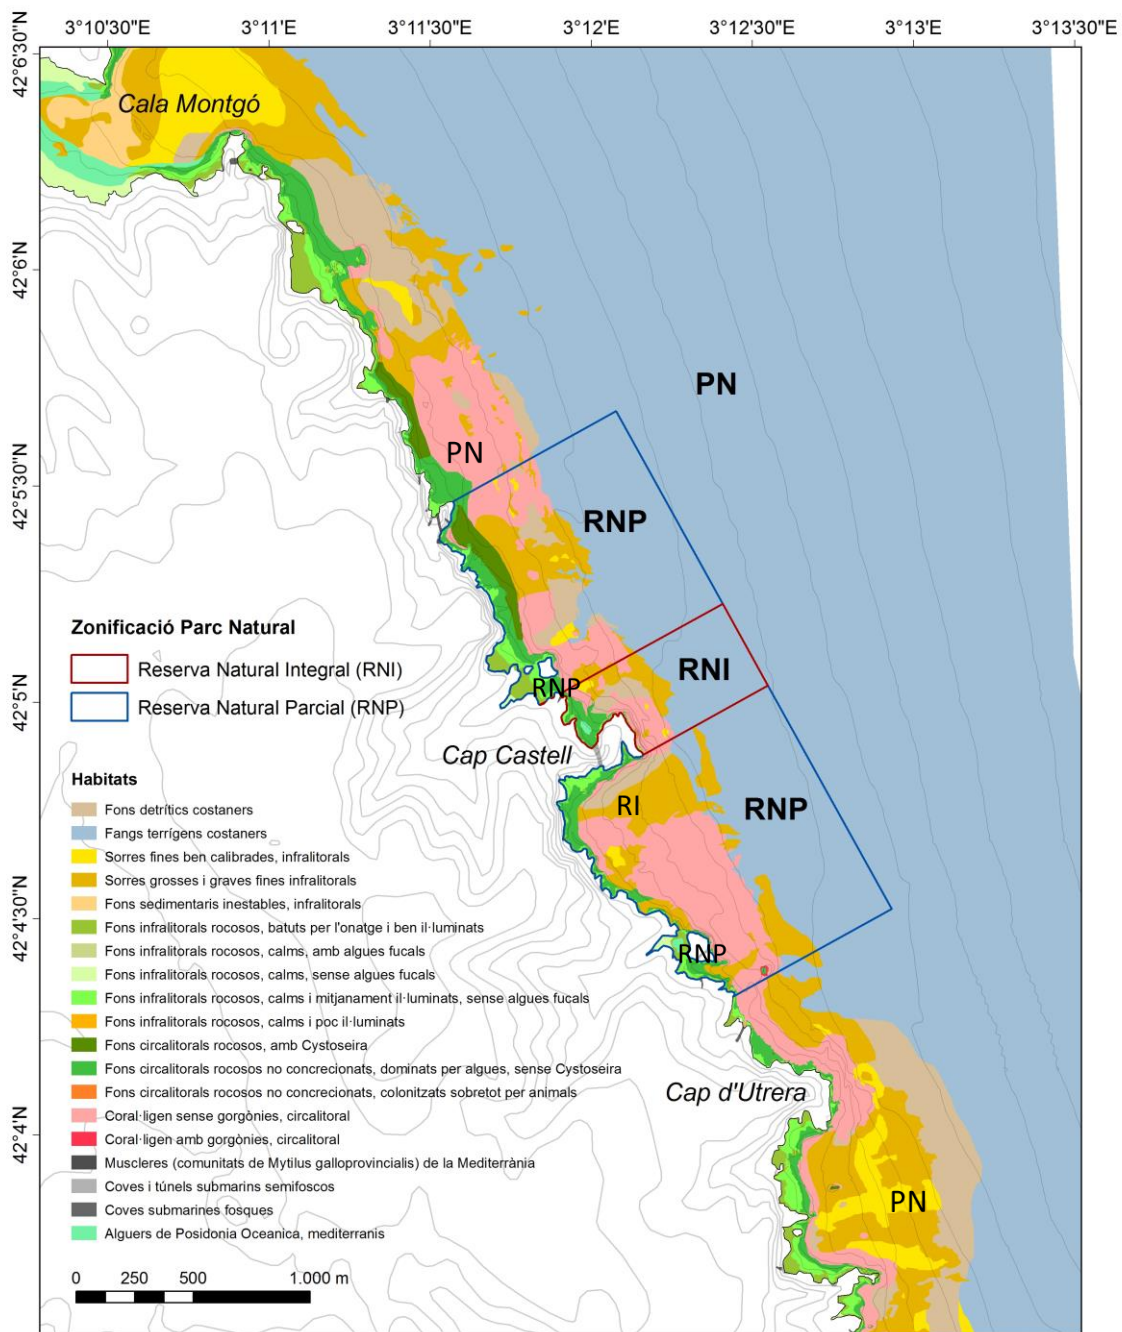 3°10'30"E 3°11'E 3°11'30"E 3°12'E 3°12'30"E 3°13'E 3°13'30"E
42°6'30"N
Cala Montgó
42°6'N
PN
PN
42°5'30"N
RNP
Zonificació Parc Natural
Reserva Natural Integral (RNI)
RNI
RNP
42°5'N
Reserva Natural Parcial (RNP)
Cap Castell
Habitats
RI
RNP
Fons detrítics costaners
Fangs terrígens costaners
Sorres fines ben calibrades, infralitorals
Sorres grosses i graves fines infralitorals
Fons sedimentaris inestables, infralitorals
42°4'30"N
Fons infralitorals rocosos, batuts per l'onatge i ben il·luminats
Fons infralitorals rocosos, calms, amb algues fucals
RNP
Fons infralitorals rocosos, calms, sense algues fucals
Fons infralitorals rocosos, calms i mitjanament il·luminats, sense algues fucals
Fons infralitorals rocosos, calms i poc il·luminats
Fons circalitorals rocosos, amb Cystoseira
Fons circalitorals rocosos no concrecionats, dominats per algues, sense Cystoseira
Fons circalitorals rocosos no concrecionats, colonitzats sobretot per animals
Cap d'Utrera
Coral·ligen sense gorgònies, circalitoral
Coral·ligen amb gorgònies, circalitoral
42°4'N
Muscleres (comunitats de Mytilus galloprovincialis) de la Mediterrània
Coves i túnels submarins semifoscos
Coves submarines fosques
PN
Alguers de Posidonia Oceanica, mediterranis
0 250 500 1.000 m